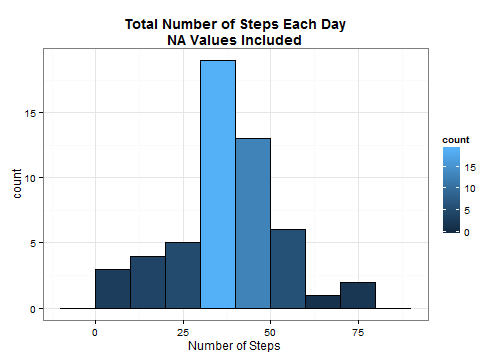 Total Number of Steps Each Day
NA Values Included
count
15
10
5
0
0
25
50
75
Number of Steps
count
15
10
5
0